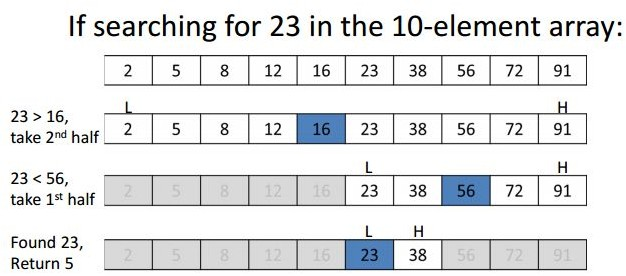 If searching for 23 in the 10-element array:
2 5 8 12 16 23 38 56 72 91
L H
23 > 16,
take 2nd half
2 5 8 12 16 23 38 56 72 91
L H
23 < 56,
take 1st half
2 5 8 12 16 23 38 56 72 91
L H
Found 23,
Return 5
2 5 8 12 16 23 38 56 72 91